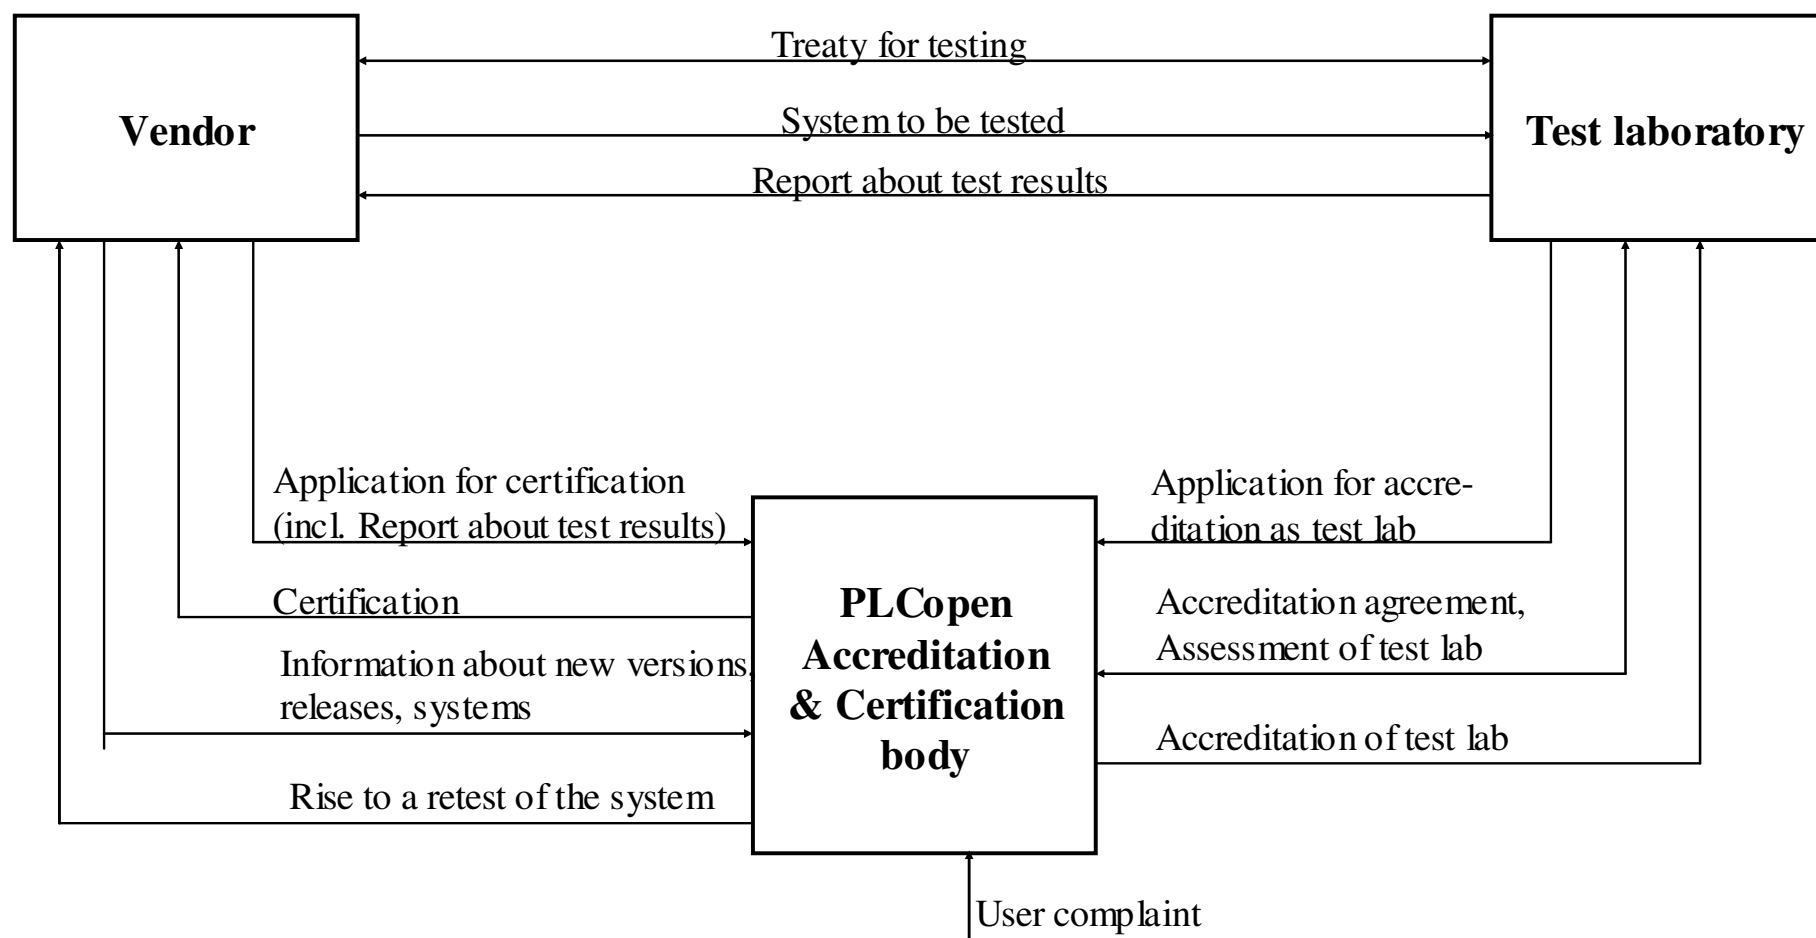 Treaty for testing
Vendor
System to be tested
Test laboratory
Report about test results
Application for certification
(incl. Report about test results)
Application for accre-
ditation as test lab
Certification
PLCopen
Accreditation
& Certification
body
Accreditation agreement,
Assessment of test lab
Information about new versions,
releases, systems
Accreditation of test lab
Rise to a retest of the system
User complaint